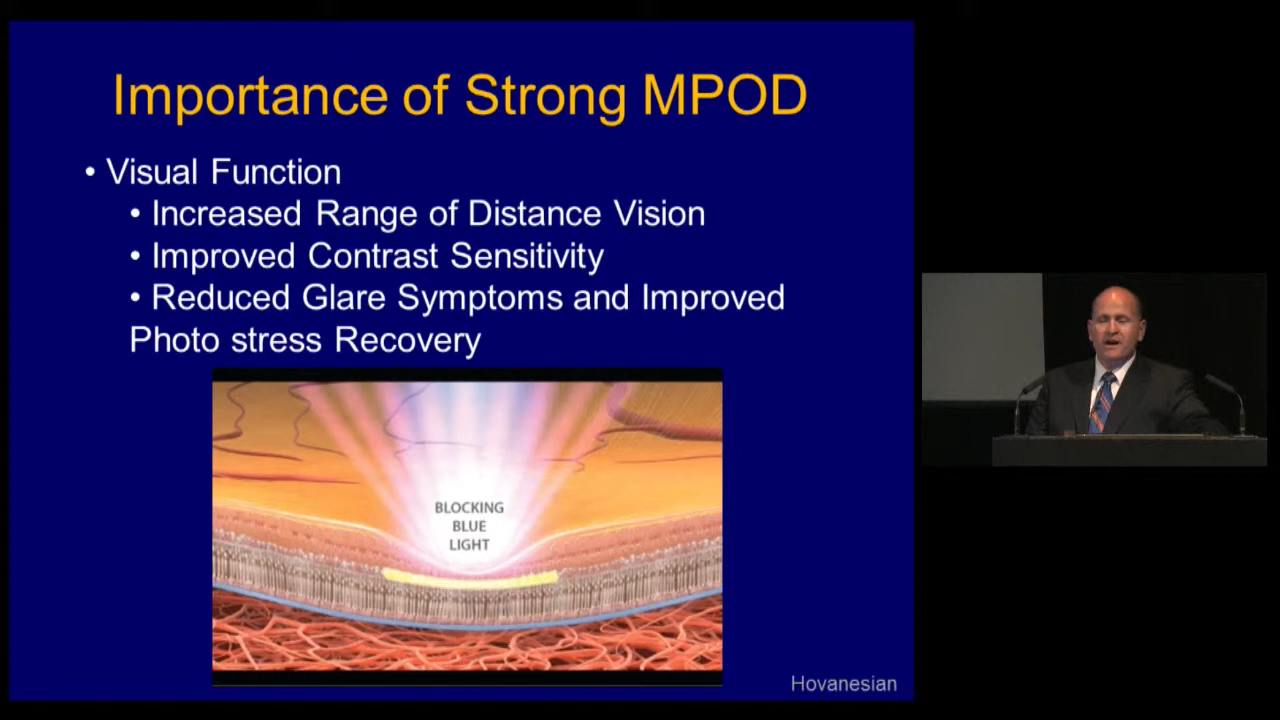 Importance of Strong MPOD
• Visual Function
• Increased Range of Distance Vision
• Improved Contrast Sensitivity
• Reduced Glare Symptoms and Improved
Photo stress Recovery
BLOCKING
BLUE
LIGHT
Hovanesian